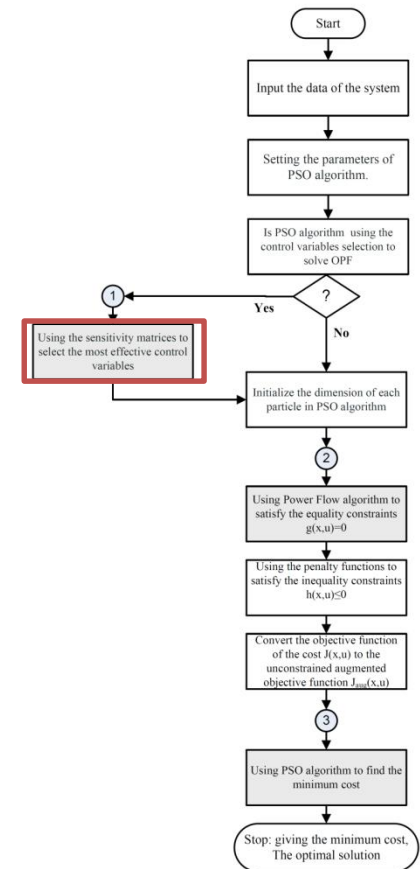 Start
Input the data of the system
Setting the parameters of
PSO algorithm.
Is PSO algorithm using the
control variables selection to
solve OPF
?
1
Yes
No
Using the sensitivity matrices to
select the most effective control
variables
Initialize the dimension of each
particle in PSO algorithm
2
Using Power Flow algorithm to
satisfy the equality constraints
g(x,u)=0
Using the penalty functions to
satisfy the inequality constraints
h(x,u)≤0
Convert the objective function
of the cost J(x,u) to the
unconstrained augmented
objective function Jaug(x,u)
3
Using PSO algorithm to find the
minimum cost
Stop: giving the minimum cost,
The optimal solution